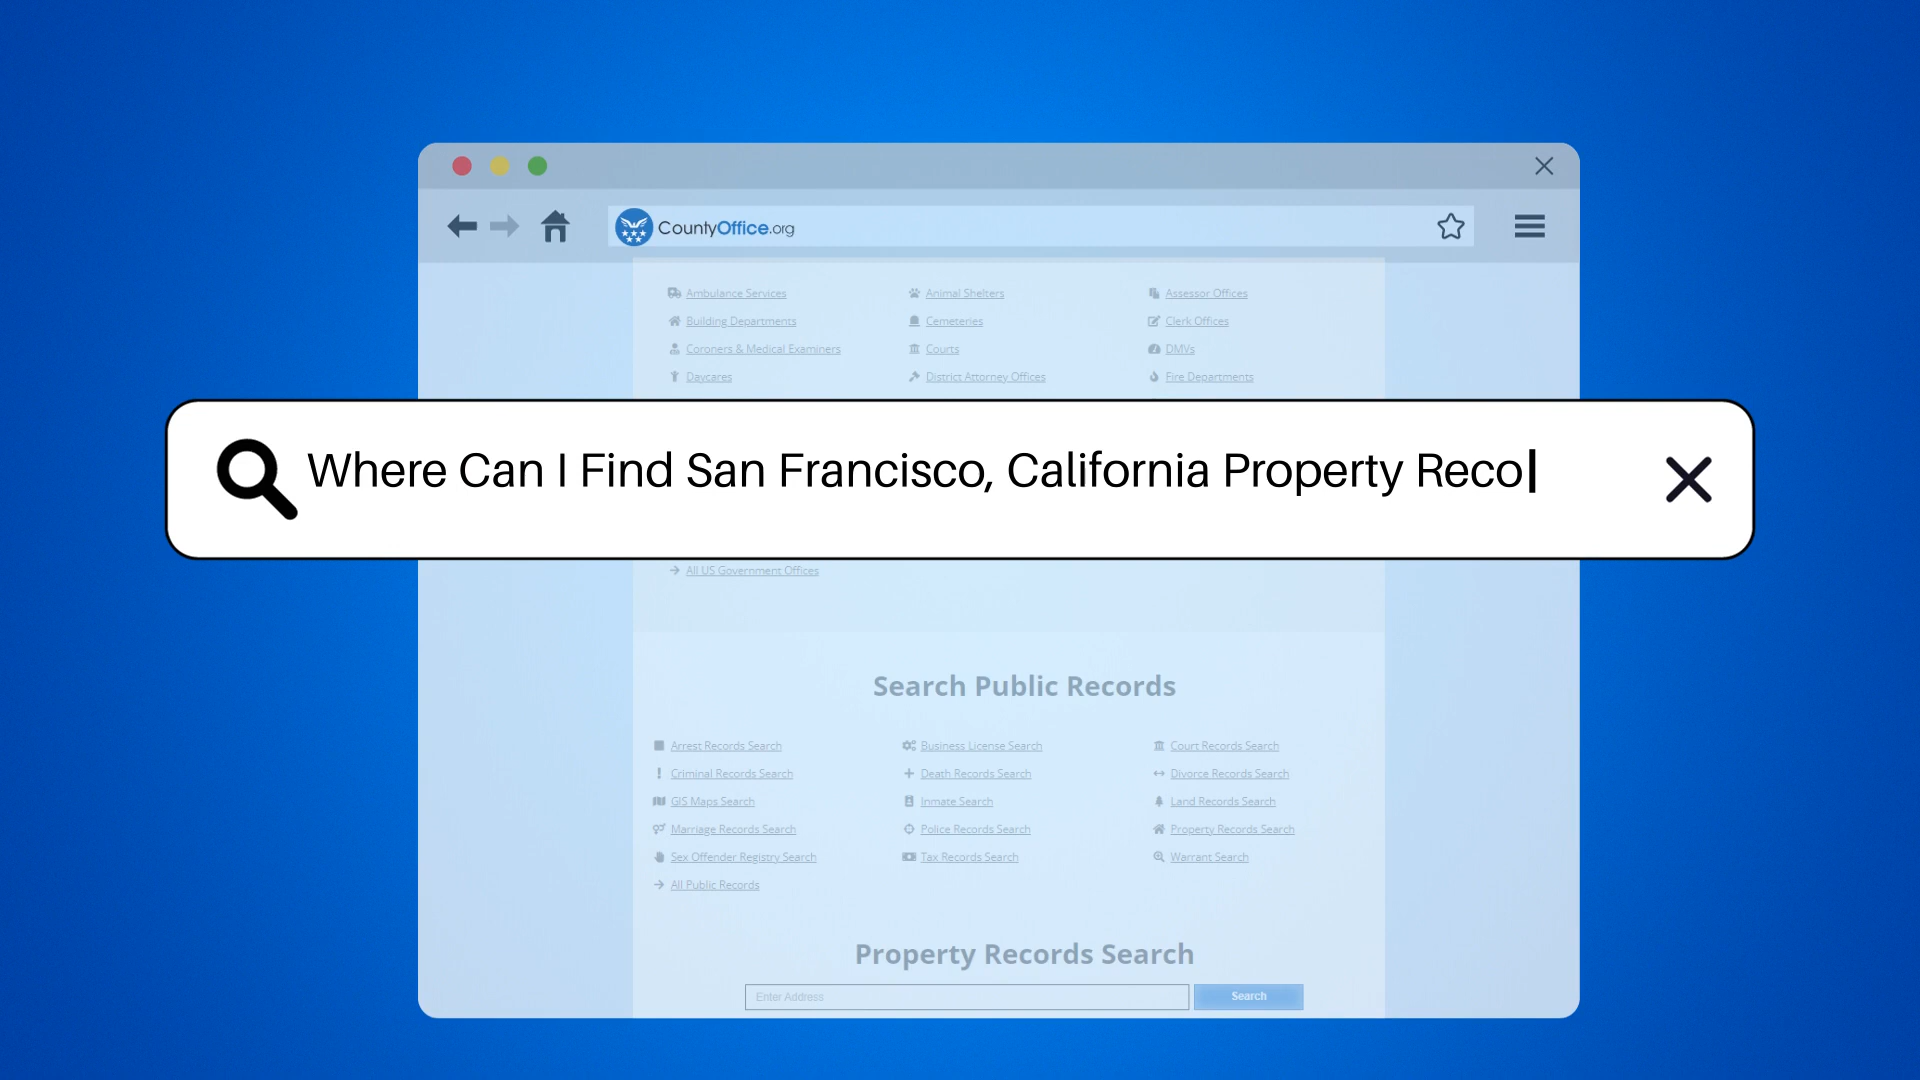 CountyOffice.org
Ambulance Services Animal Shelters Assessor Offices
Building Departments Cemeteries Clerk Offices
Coroners & Medical Examiners Courts DMVs
Daycares District Attorney Offices Fire Departments
Where Can I Find San Francisco, California Property Reco
All US Government Offices
Search Public Records
Arrest Records Search Business License Search Court Records Search
Criminal Records Search Death Records Search Divorce Records Search
GIS Maps Search Inmate Search Land Records Search
Marriage Records Search Police Records Search Property Records Search
Sex Offender Registry Search Tax Records Search Warrant Search
All Public Records
Property Records Search
Enter Address Search